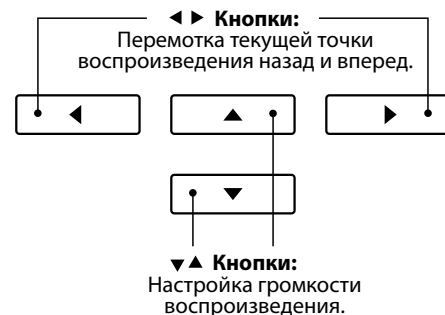 ◀ ▶ Кнопки:
Перемотка текущей точки
воспроизведения назад и вперед.
◀ ▲ ▶
▼
▼▲ Кнопки:
Настройка громкости
воспроизведения.